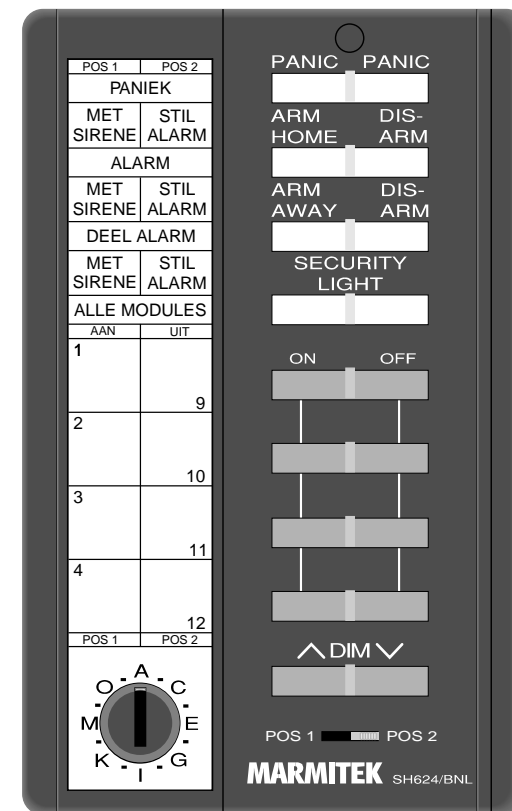 POS 1 POS 2
PANIEK
MET STIL
SIRENE ALARM
ALARM
MET STIL
SIRENE ALARM
DEEL ALARM
MET STIL
SIRENE ALARM
ALLE MODULES
AAN UIT
1
9
2
10
3
11
4
12
POS 1 POS 2
A
O C
M E
K G
I
PANIC PANIC
ARM DIS-
HOME ARM
ARM DIS-
AWAY ARM
SECURITY
LIGHT
ON OFF
DIM
POS 1 POS 2
MARMITEK SH624/BNL